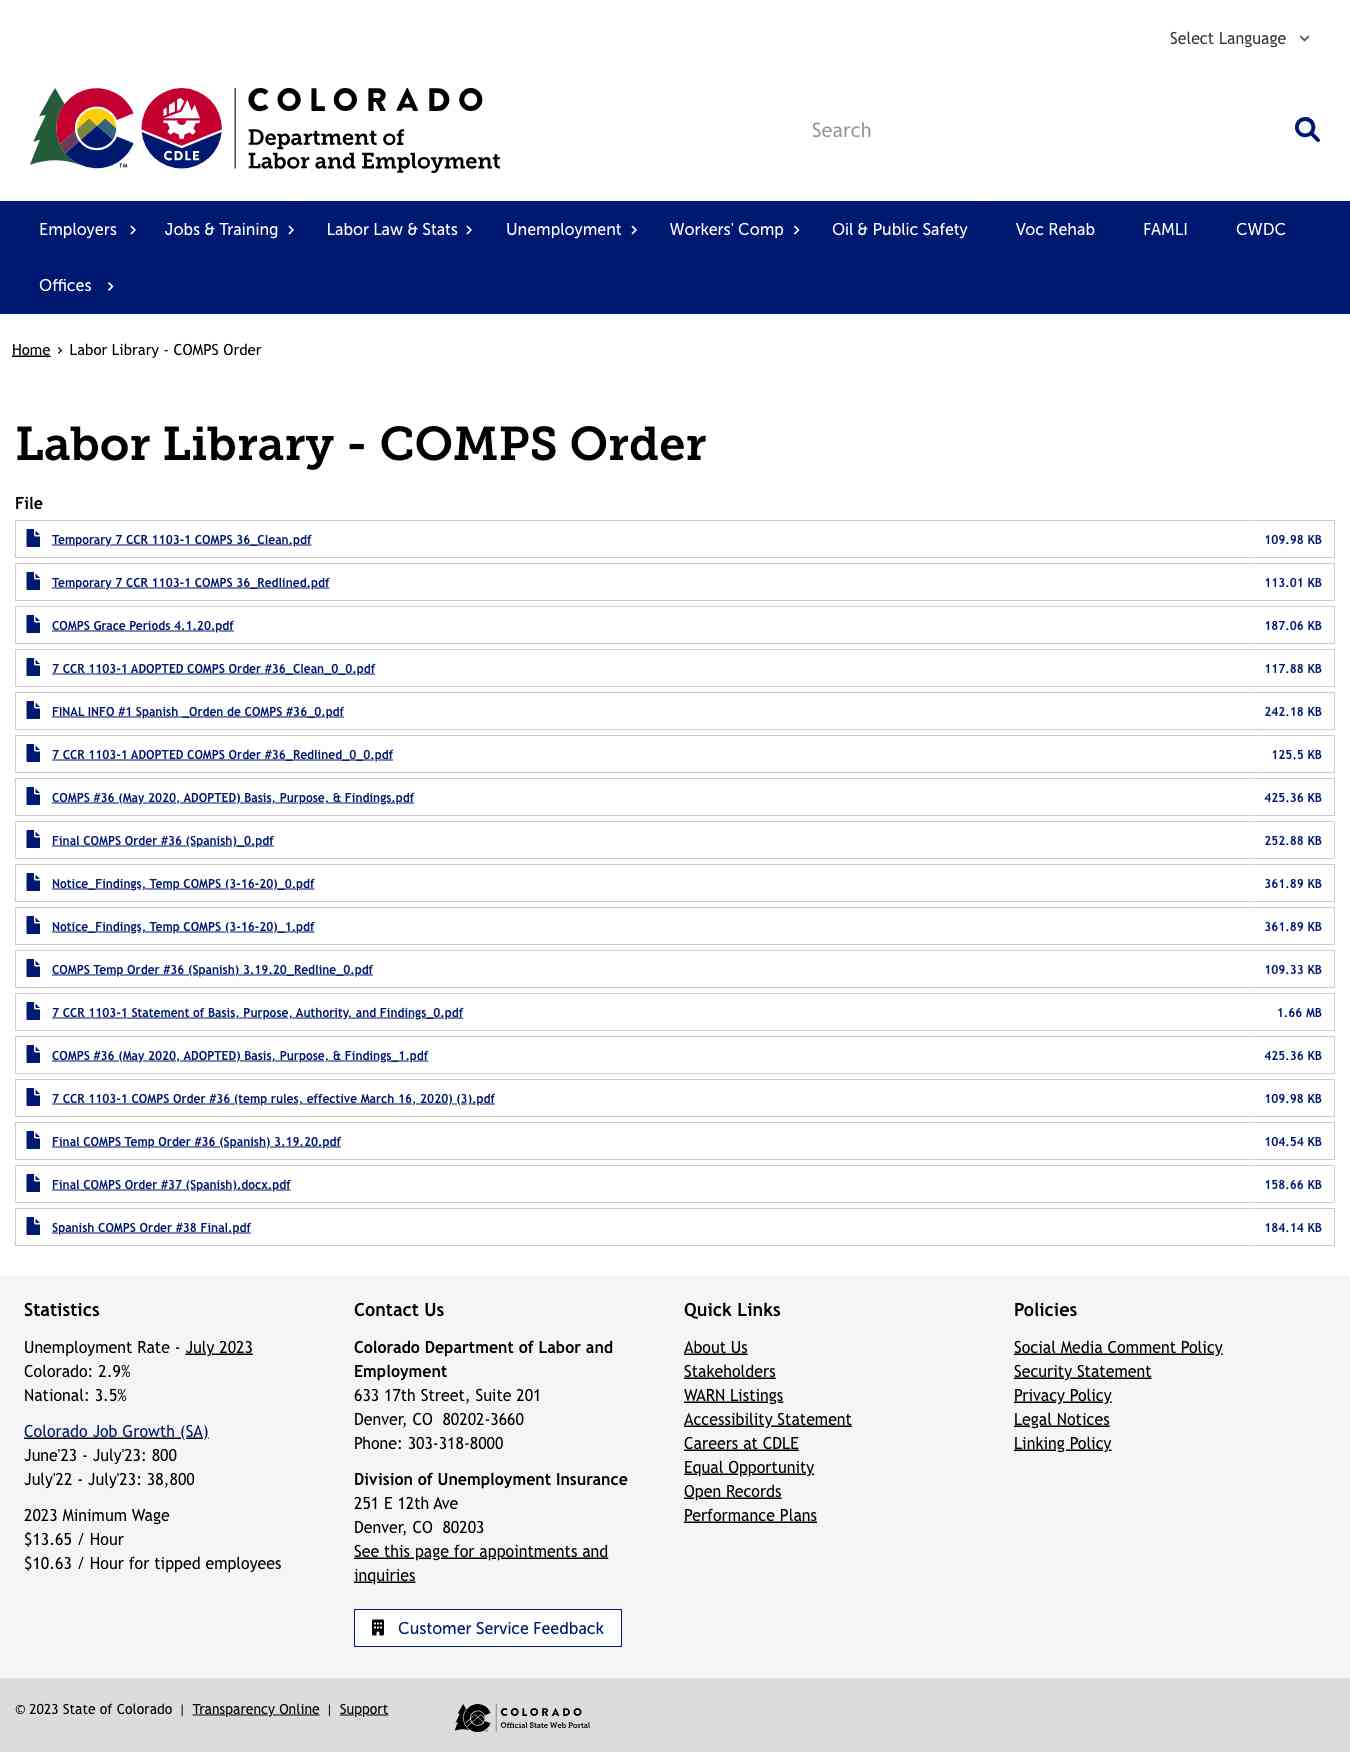 Select Language
COLORADO
Department of
Labor and Employment
CDLE
TM
Search
Employers Jobs & Training Labor Law & Stats Unemployment Workers' Comp Oil & Public Safety Voc Rehab FAMLI CWDC
Offices
Home › Labor Library - COMPS Order
Labor Library - COMPS Order
File
Temporary 7 CCR 1103-1 COMPS 36_Clean.pdf 109.98 KB
Temporary 7 CCR 1103-1 COMPS 36_Redlined.pdf 113.01 KB
COMPS Grace Periods 4.1.20.pdf 187.06 KB
7 CCR 1103-1 ADOPTED COMPS Order #36_Clean_0_0.pdf 117.88 KB
FINAL INFO #1 Spanish _Orden de COMPS #36_0.pdf 242.18 KB
7 CCR 1103-1 ADOPTED COMPS Order #36_Redlined_0_0.pdf 125.5 KB
COMPS #36 (May 2020, ADOPTED) Basis, Purpose, & Findings.pdf 425.36 KB
Final COMPS Order #36 (Spanish)_0.pdf 252.88 KB
Notice_Findings, Temp COMPS (3-16-20)_0.pdf 361.89 KB
Notice_Findings, Temp COMPS (3-16-20)_1.pdf 361.89 KB
COMPS Temp Order #36 (Spanish) 3.19.20_Redline_0.pdf 109.33 KB
7 CCR 1103-1 Statement of Basis, Purpose, Authority, and Findings_0.pdf 1.66 MB
COMPS #36 (May 2020, ADOPTED) Basis, Purpose, & Findings_1.pdf 425.36 KB
7 CCR 1103-1 COMPS Order #36 (temp rules, effective March 16, 2020) (3).pdf 109.98 KB
Final COMPS Temp Order #36 (Spanish) 3.19.20.pdf 104.54 KB
Final COMPS Order #37 (Spanish).docx.pdf 158.66 KB
Spanish COMPS Order #38 Final.pdf 184.14 KB
Statistics
Unemployment Rate - July 2023
Colorado: 2.9%
National: 3.5%
Colorado Job Growth (SA)
June'23 - July'23: 800
July'22 - July'23: 38,800
2023 Minimum Wage
$13.65 / Hour
$10.63 / Hour for tipped employees
Contact Us
Colorado Department of Labor and
Employment
633 17th Street, Suite 201
Denver, CO 80202-3660
Phone: 303-318-8000
Division of Unemployment Insurance
251 E 12th Ave
Denver, CO 80203
See this page for appointments and
inquiries
Customer Service Feedback
Quick Links
About Us
Stakeholders
WARN Listings
Accessibility Statement
Careers at CDLE
Equal Opportunity
Open Records
Performance Plans
Policies
Social Media Comment Policy
Security Statement
Privacy Policy
Legal Notices
Linking Policy
© 2023 State of Colorado | Transparency Online | Support
COLORADO
Official State Web Portal